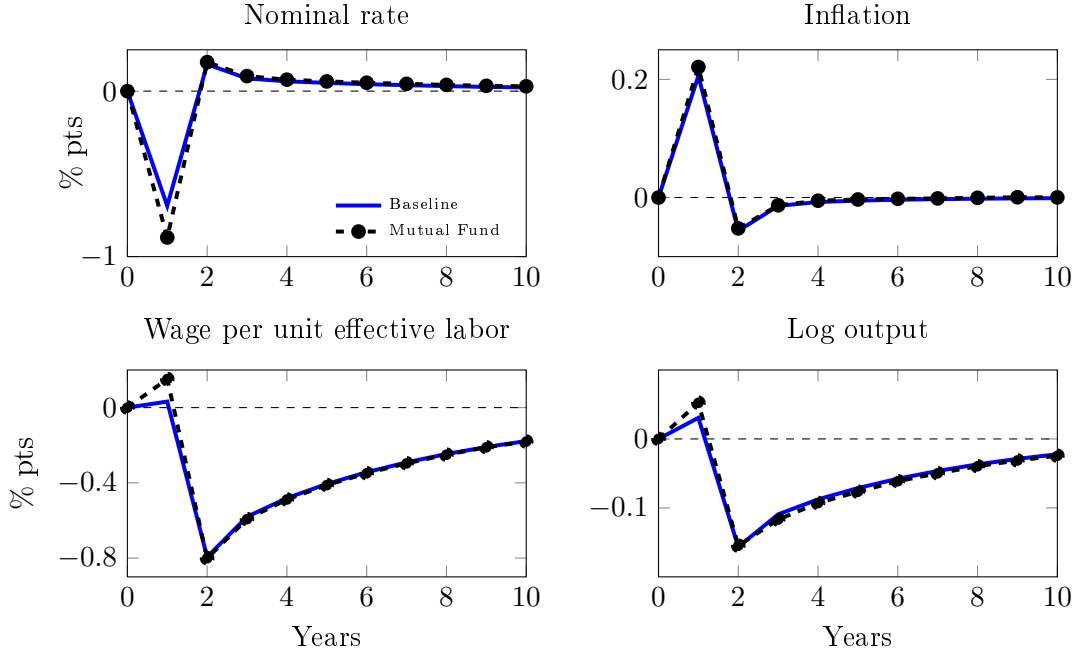 Nominal rate
Inflation
% pts
0
−1
0 2 4 6 8 10
Baseline
Mutual Fund
0.2
0
0 2 4 6 8 10
Wage per unit effective labor
Log output
% pts
0
−0.4
−0.8
0 2 4 6 8 10
Years
0
−0.1
0 2 4 6 8 10
Years